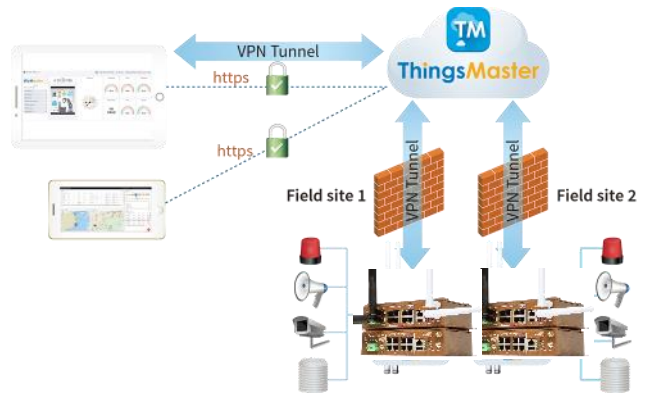 VPN Tunnel
TM
https
ThingsMaster
https
VPN Tunnel
VPN Tunnel
Field site 1
Field site 2